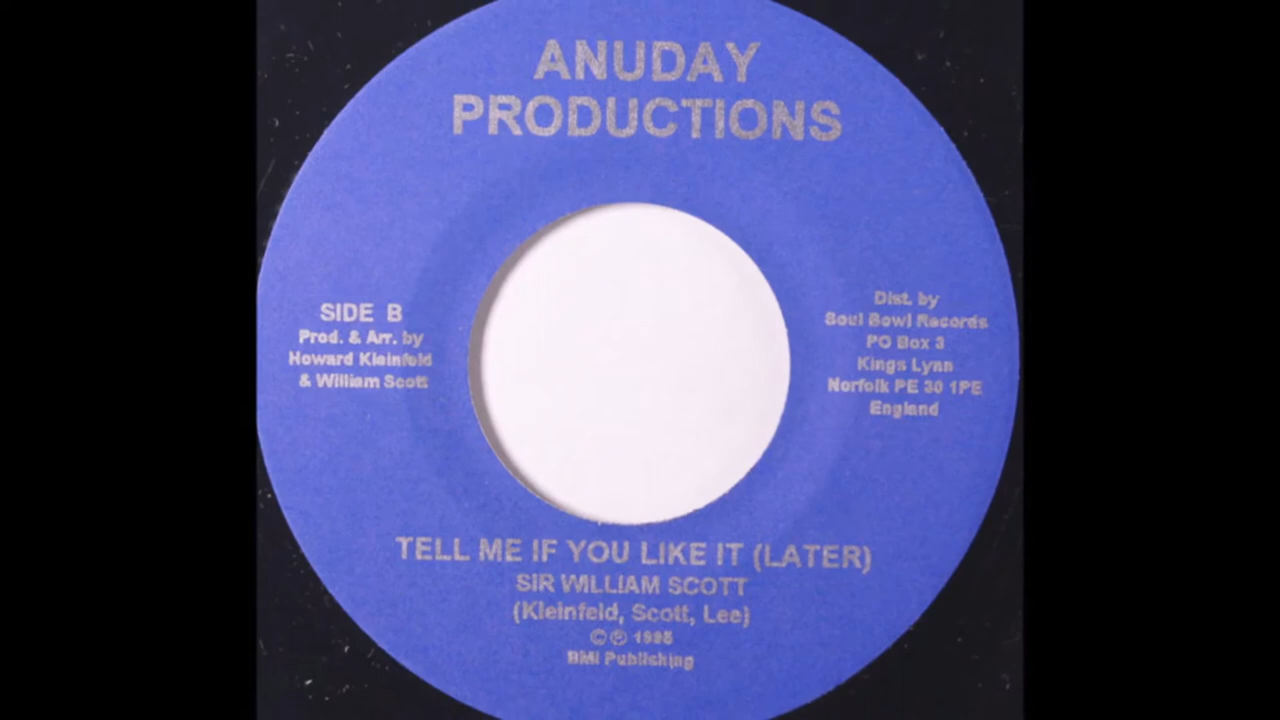 ANUDAY
PRODUCTIONS
SIDE B
Prod. & Arr. by
Howard Kleinfeld
& William Scott
Dist. by
Soul Bowl Records
PO Box 3
Kings Lynn
Norfolk PE 30 1PE
England
TELL ME IF YOU LIKE IT (LATER)
SIR WILLIAM SCOTT
(Kleinfeld, Scott, Lee)
©℗ 1995
BMI Publishing